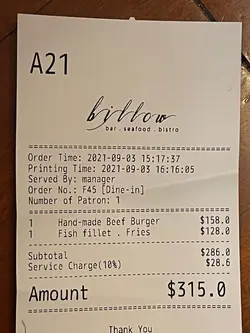 A21
billow
bar . seafood . bistro
Order Time: 2021-09-03 15:17:37
Printing Time: 2021-09-03 16:16:05
Served By: manager
Order No.: F45 [Dine-in]
Number of Patron: 1
1 Hand-made Beef Burger $158.0
1 Fish fillet . Fries $128.0
Subtotal $286.0
Service Charge(10%) $28.6
Amount $315.0
Thank You